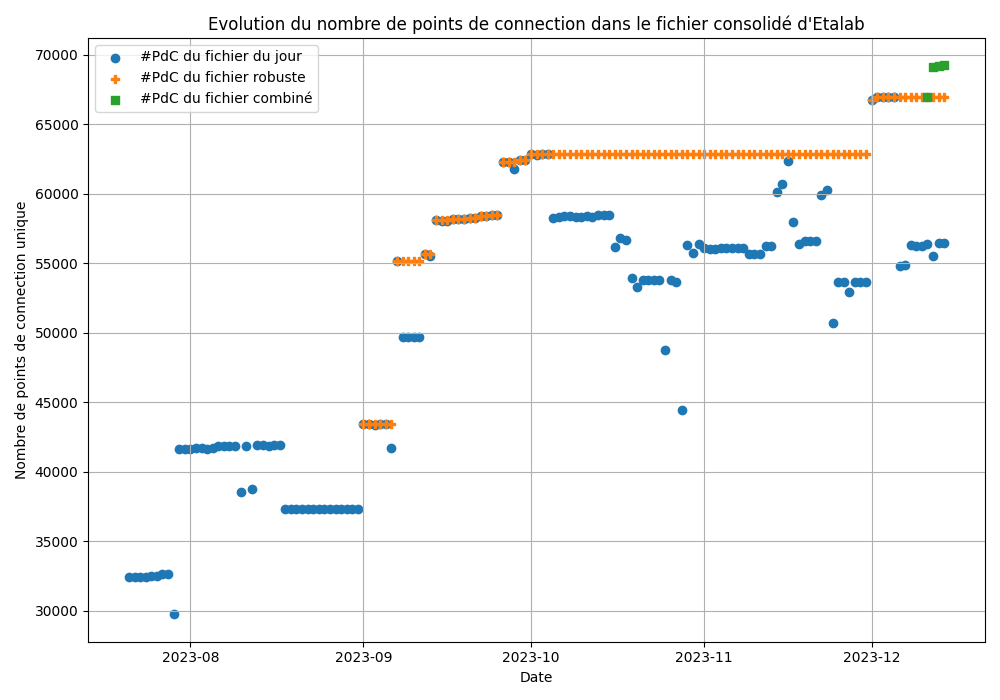 Evolution du nombre de points de connection dans le fichier consolidé d'Etalab
#PdC du fichier du jour
#PdC du fichier robuste
#PdC du fichier combiné
Nombre de points de connection unique
70000
65000
60000
55000
50000
45000
40000
35000
30000
2023-08 2023-09 2023-10 2023-11 2023-12
Date